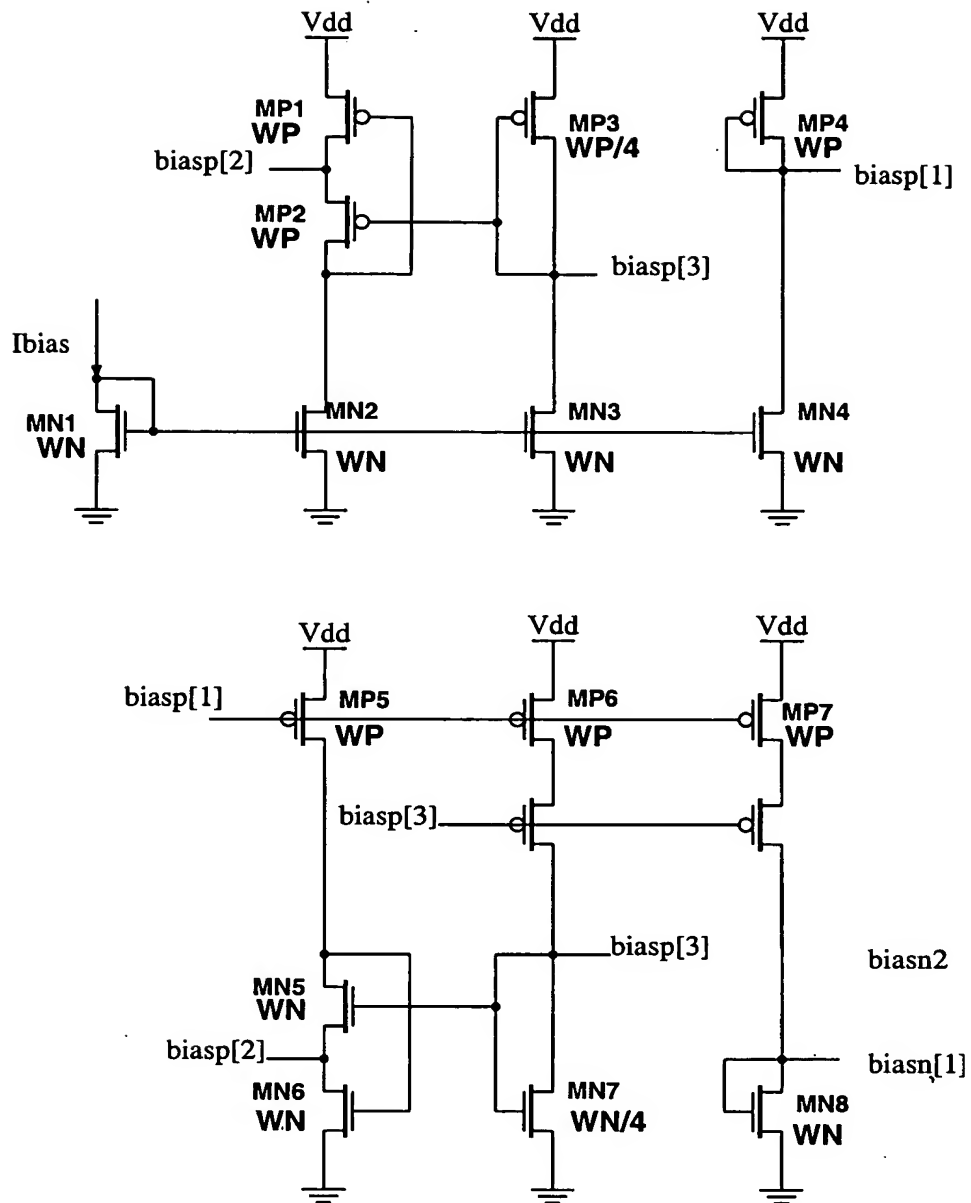 Vdd Vdd Vdd
MP1
WP
MP3
WP/4
MP4
WP
biasp[2]
biasp[1]
MP2
WP
biasp[3]
Ibias
MN1
WN
MN2
WN
MN3
WN
MN4
WN
Vdd Vdd Vdd
biasp[1]
MP5
WP
MP6
WP
MP7
WP
biasp[3]
biasp[3]
biasn2
MN5
WN
biasp[2]
biasn[1]
MN6
WN
MN7
WN/4
MN8
WN